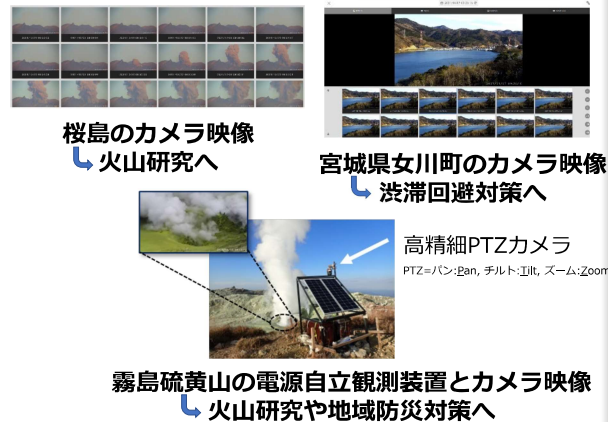 桜島のカメラ映像
火山研究へ
宮城県女川町のカメラ映像
渋滞回避対策へ
高精細PTZカメラ
PTZ=パン:Pan, チルト:Tilt, ズーム:Zoom
霧島硫黄山の電源自立観測装置とカメラ映像
火山研究や地域防災対策へ